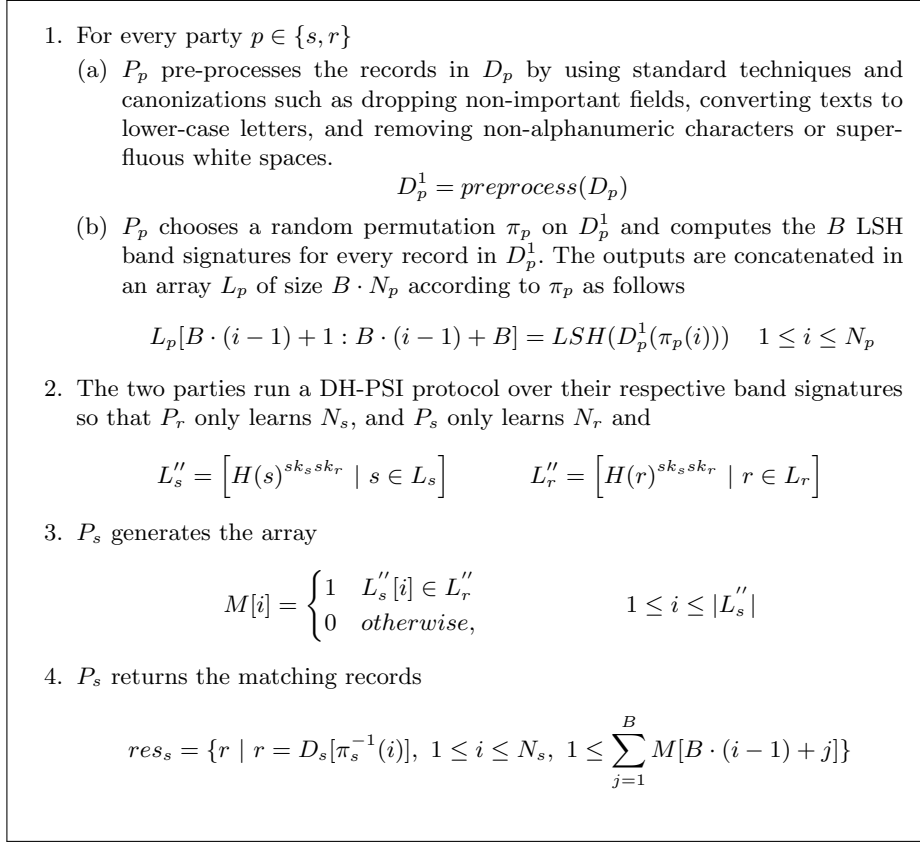 1. For every party p ∈ {s, r}
(a) P_p pre-processes the records in D_p by using standard techniques and
canonizations such as dropping non-important fields, converting texts to
lower-case letters, and removing non-alphanumeric characters or super-
fluous white spaces.
D_p^1 = preprocess(D_p)
(b) P_p chooses a random permutation π_p on D_p^1 and computes the B LSH
band signatures for every record in D_p^1. The outputs are concatenated in
an array L_p of size B · N_p according to π_p as follows
L_p[B · (i − 1) + 1 : B · (i − 1) + B] = LSH(D_p^1(π_p(i))) 1 ≤ i ≤ N_p
2. The two parties run a DH-PSI protocol over their respective band signatures
so that P_r only learns N_s, and P_s only learns N_r and
L_s'' = [H(s)^{sk_s sk_r} | s ∈ L_s] L_r'' = [H(r)^{sk_s sk_r} | r ∈ L_r]
3. P_s generates the array
M[i] = { 1 L_s''[i] ∈ L_r'' 1 ≤ i ≤ |L_s''|
0 otherwise,
4. P_s returns the matching records
res_s = {r | r = D_s[π_s^{-1}(i)], 1 ≤ i ≤ N_s, 1 ≤ ∑_{j=1}^{B} M[B · (i − 1) + j]}